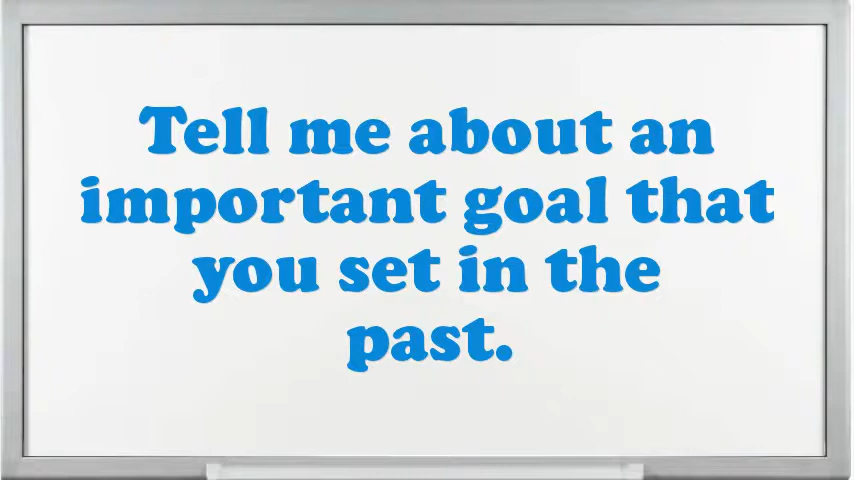 Tell me about an
important goal that
you set in the
past.